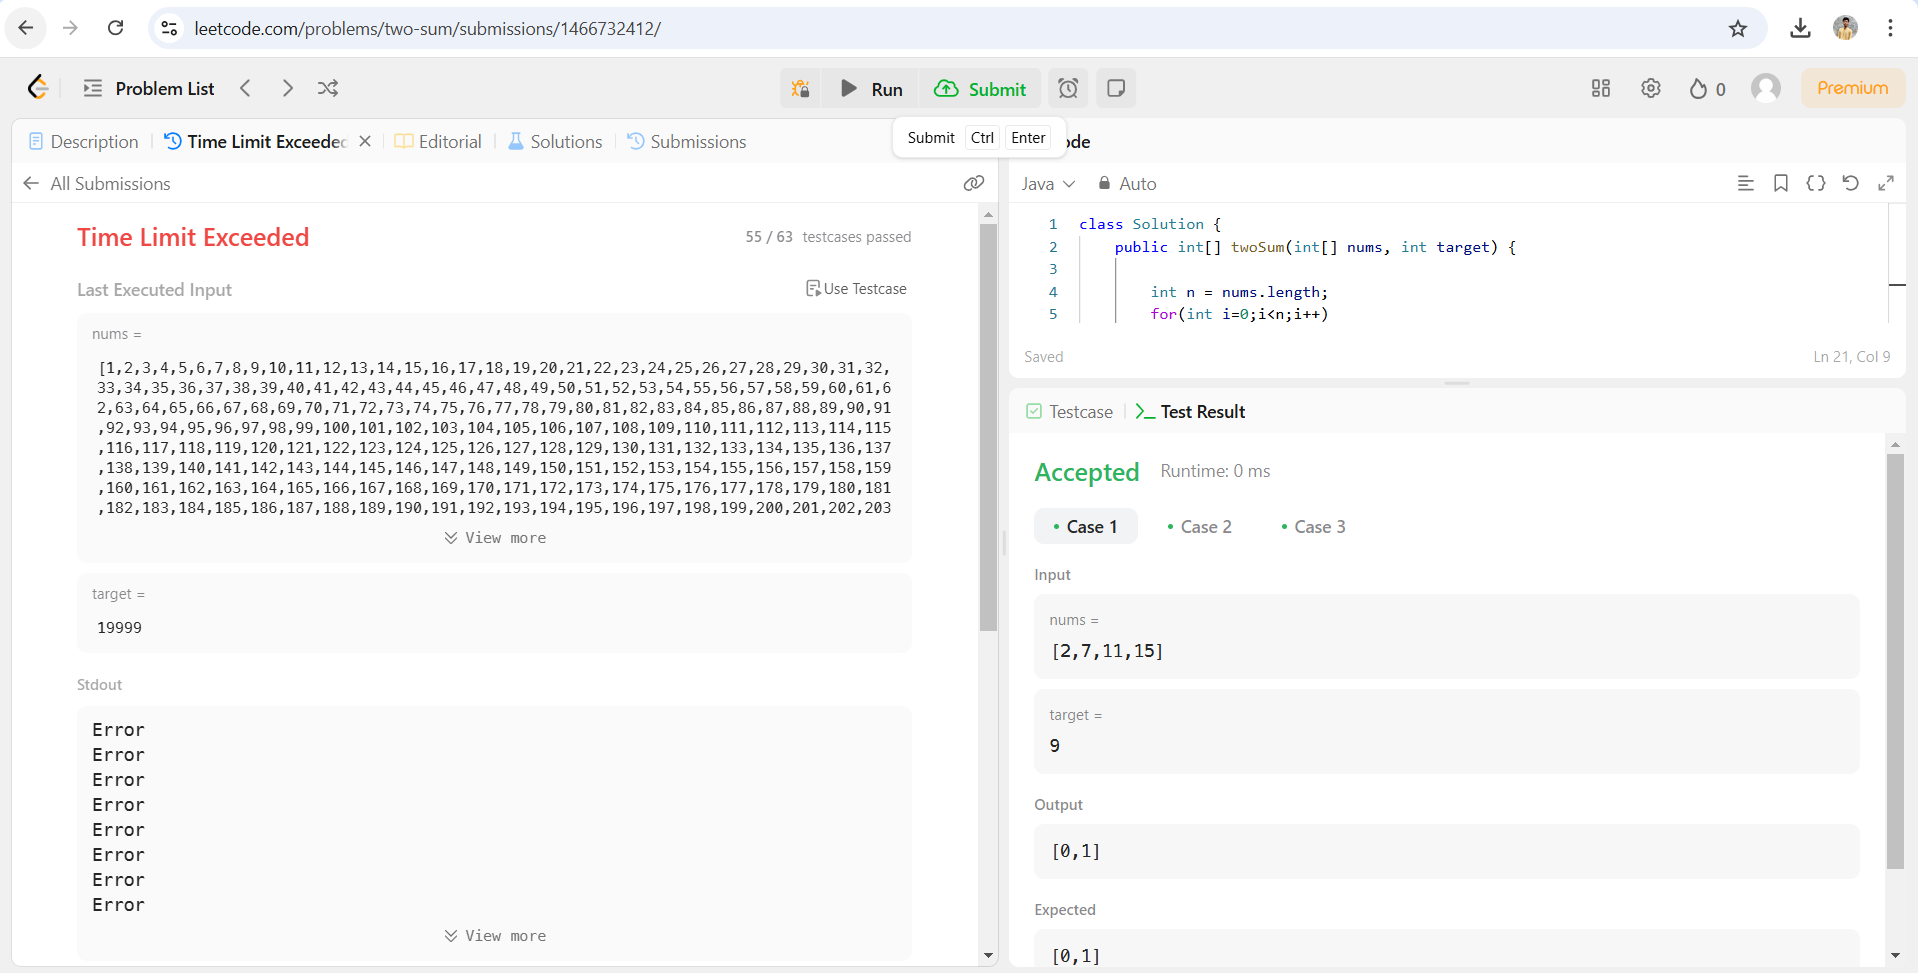 leetcode.com/problems/two-sum/submissions/1466732412/
Problem List
Run
Submit
0
Premium
Description
Time Limit Exceeded
Editorial
Solutions
Submissions
Submit Ctrl Enter
ode
All Submissions
Time Limit Exceeded
55 / 63 testcases passed
Last Executed Input
Use Testcase
nums =
[1,2,3,4,5,6,7,8,9,10,11,12,13,14,15,16,17,18,19,20,21,22,23,24,25,26,27,28,29,30,31,32,
33,34,35,36,37,38,39,40,41,42,43,44,45,46,47,48,49,50,51,52,53,54,55,56,57,58,59,60,61,6
2,63,64,65,66,67,68,69,70,71,72,73,74,75,76,77,78,79,80,81,82,83,84,85,86,87,88,89,90,91
,92,93,94,95,96,97,98,99,100,101,102,103,104,105,106,107,108,109,110,111,112,113,114,115
,116,117,118,119,120,121,122,123,124,125,126,127,128,129,130,131,132,133,134,135,136,137
,138,139,140,141,142,143,144,145,146,147,148,149,150,151,152,153,154,155,156,157,158,159
,160,161,162,163,164,165,166,167,168,169,170,171,172,173,174,175,176,177,178,179,180,181
,182,183,184,185,186,187,188,189,190,191,192,193,194,195,196,197,198,199,200,201,202,203
View more
target =
19999
Stdout
Error
Error
Error
Error
Error
Error
Error
Error
View more
Java
Auto
1 class Solution {
2 public int[] twoSum(int[] nums, int target) {
3
4 int n = nums.length;
5 for(int i=0;i<n;i++)
Saved
Ln 21, Col 9
Testcase
Test Result
Accepted
Runtime: 0 ms
Case 1
Case 2
Case 3
Input
nums =
[2,7,11,15]
target =
9
Output
[0,1]
Expected
[0,1]